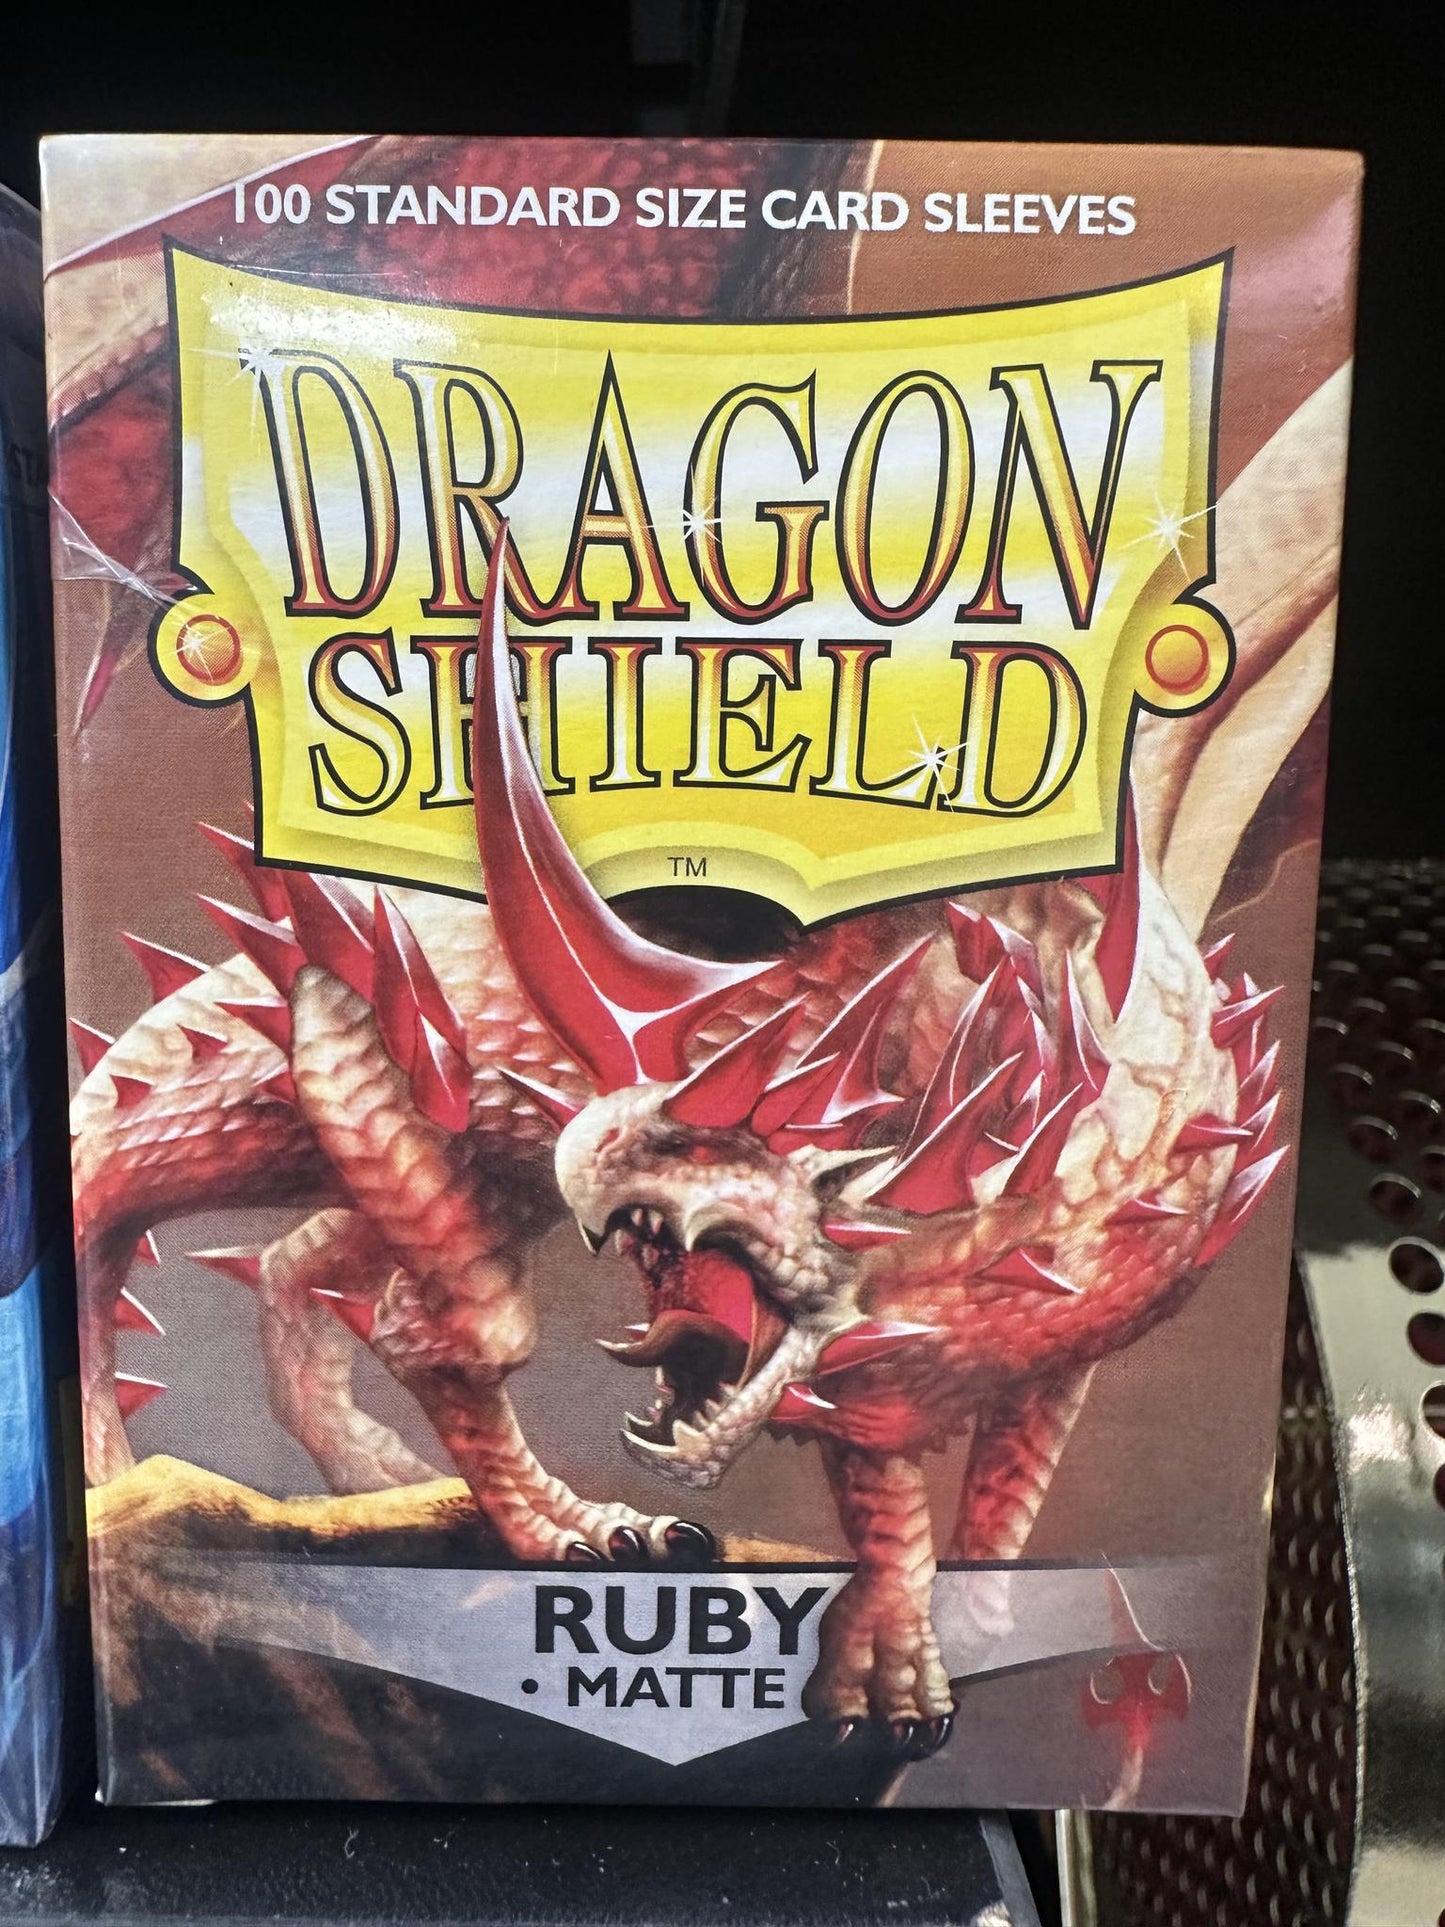 100 STANDARD SIZE CARD SLEEVES
DRAGON
SHIELD
TM
RUBY
• MATTE